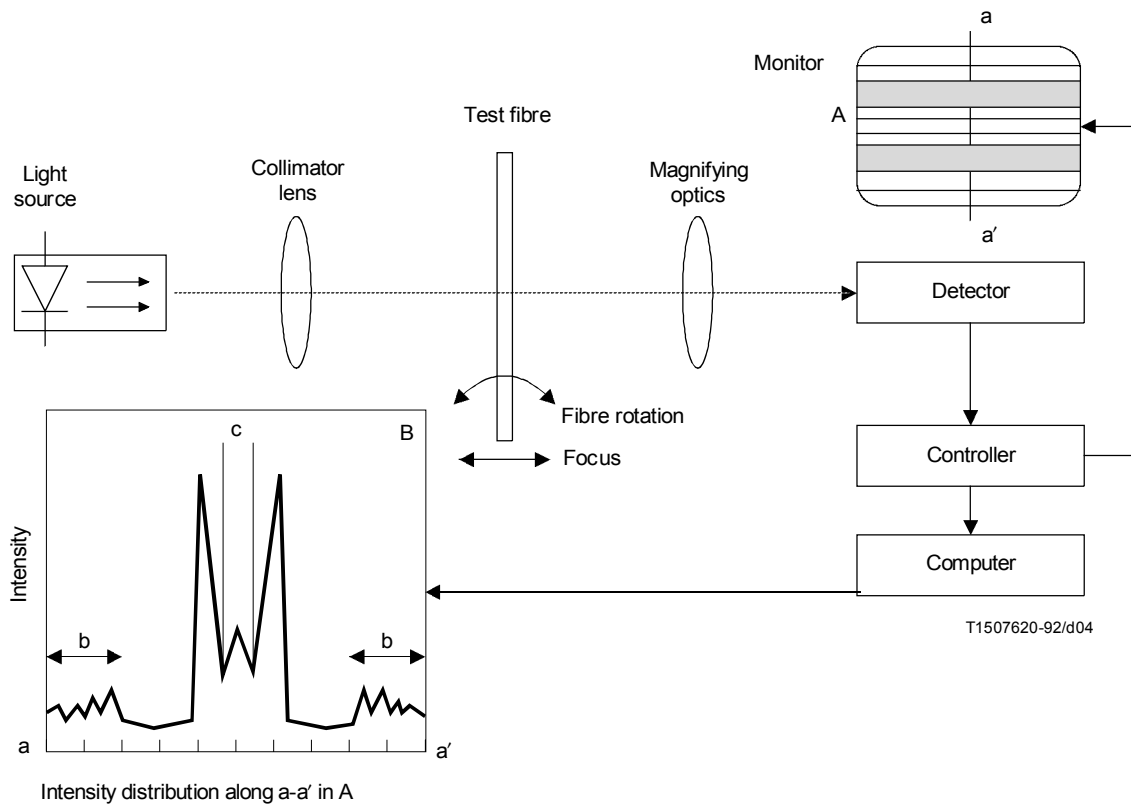 a
Monitor
A
Test fibre
Light
source
Collimator
lens
Magnifying
optics
a′
Detector
Fibre rotation
Focus
Controller
Computer
T1507620-92/d04
c
B
Intensity
b
b
a
a′
Intensity distribution along a-a′ in A